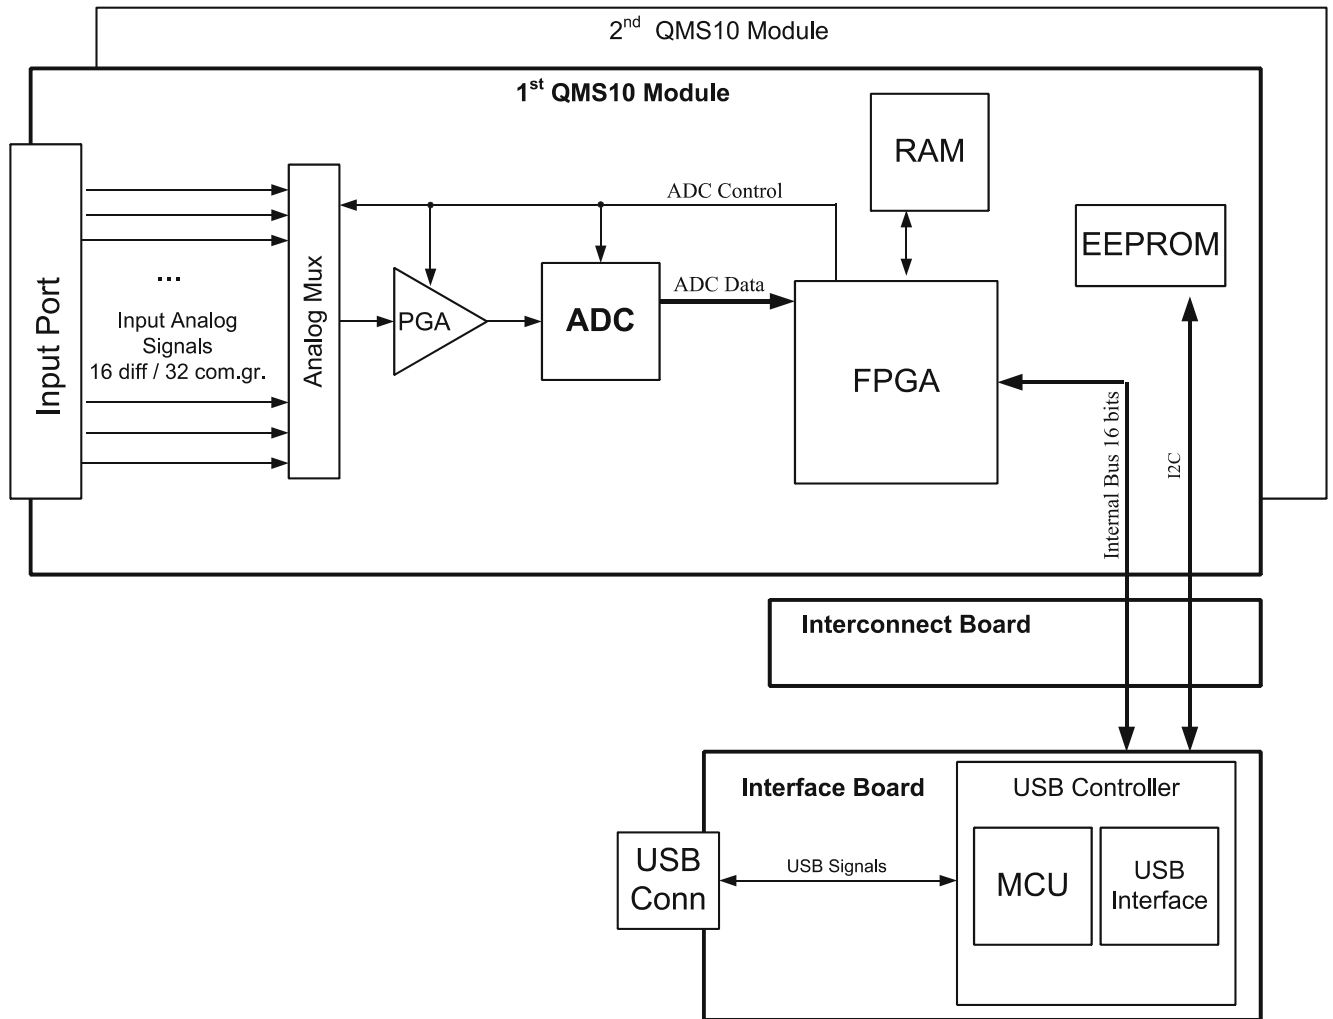 2nd QMS10 Module
1st QMS10 Module
RAM
ADC Control
EEPROM
Input Port
...
Input Analog
Signals
16 diff / 32 com.gr.
Analog Mux
PGA
ADC
ADC Data
FPGA
Internal Bus 16 bits
I2C
Interconnect Board
Interface Board
USB Controller
USB
Conn
USB Signals
MCU
USB
Interface